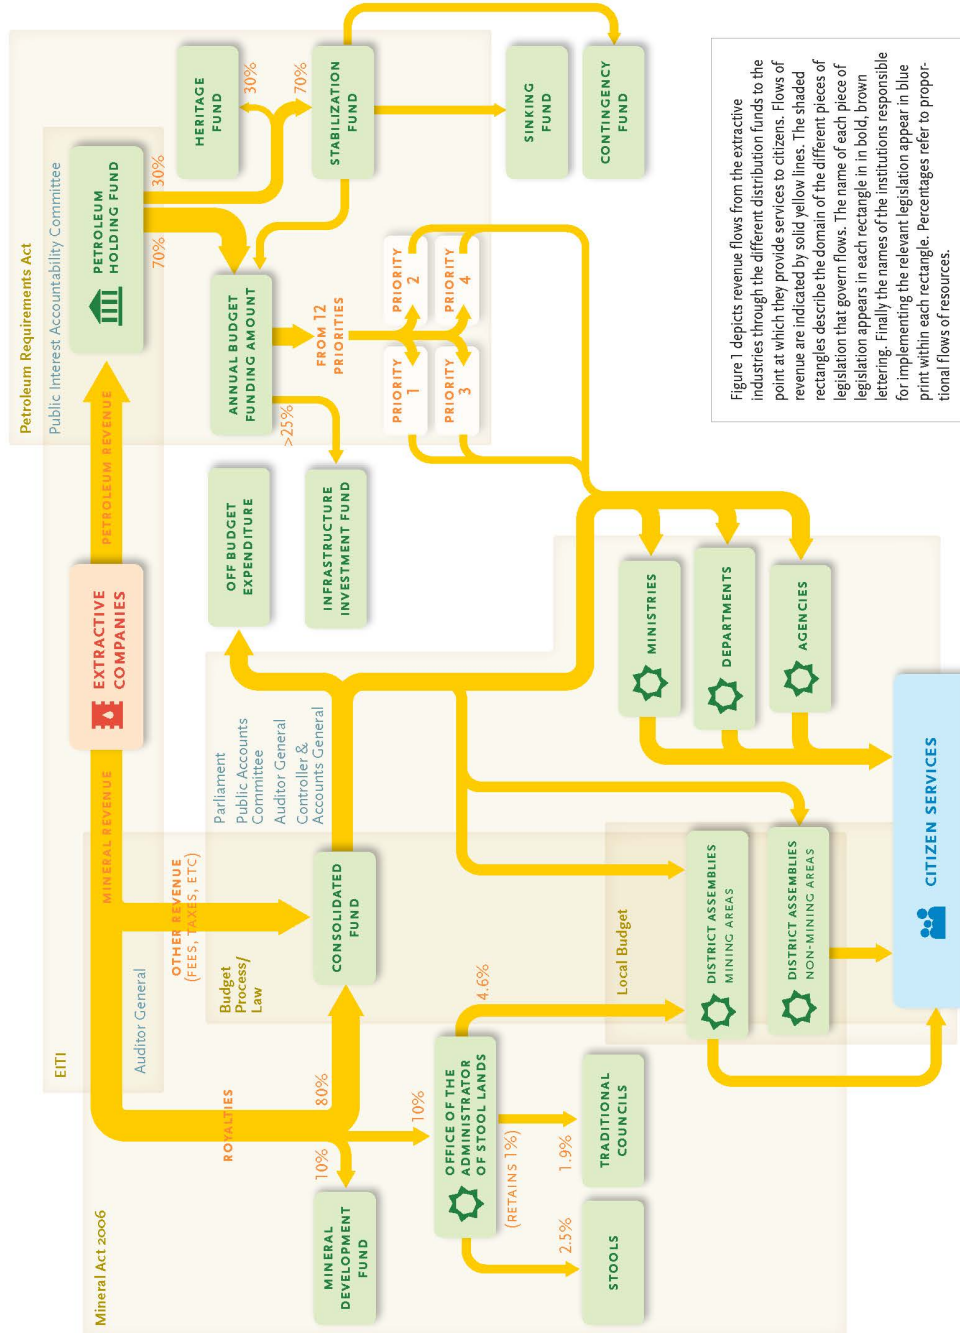 Mineral Act 2006
EITI
Auditor General
MINERAL REVENUE
EXTRACTIVE
COMPANIES
PETROLEUM REVENUE
Petroleum Requirements Act
Public Interest Accountability Committee
PETROLEUM
HOLDING FUND
70%
30%
HERITAGE
FUND
30%
70%
STABILIZATION
FUND
ANNUAL BUDGET
FUNDING AMOUNT
>25%
FROM 12
PRIORITIES
PRIORITY
1
PRIORITY
2
PRIORITY
3
PRIORITY
4
SINKING
FUND
CONTINGENCY
FUND
OFF BUDGET
EXPENDITURE
INFRASTRUCTURE
INVESTMENT FUND
ROYALTIES
OTHER REVENUE
(FEES, TAXES, ETC)
Budget
Process/
Law
Parliament
Public Accounts
Committee
Auditor General
Controller &
Accounts General
10%
80%
CONSOLIDATED
FUND
MINERAL
DEVELOPMENT
FUND
10%
OFFICE OF THE
ADMINISTRATOR
OF STOOL LANDS
(RETAINS 1%)
4.6%
2.5%
1.9%
STOOLS
TRADITIONAL
COUNCILS
Local Budget
DISTRICT ASSEMBLIES
MINING AREAS
DISTRICT ASSEMBLIES
NON-MINING AREAS
MINISTRIES
DEPARTMENTS
AGENCIES
CITIZEN SERVICES
Figure 1 depicts revenue flows from the extractive
industries through the different distribution funds to the
point at which they provide services to citizens. Flows of
revenue are indicated by solid yellow lines. The shaded
rectangles describe the domain of the different pieces of
legislation that govern flows. The name of each piece of
legislation appears in each rectangle in in bold, brown
lettering. Finally the names of the institutions responsible
for implementing the relevant legislation appear in blue
print within each rectangle. Percentages refer to propor-
tional flows of resources.